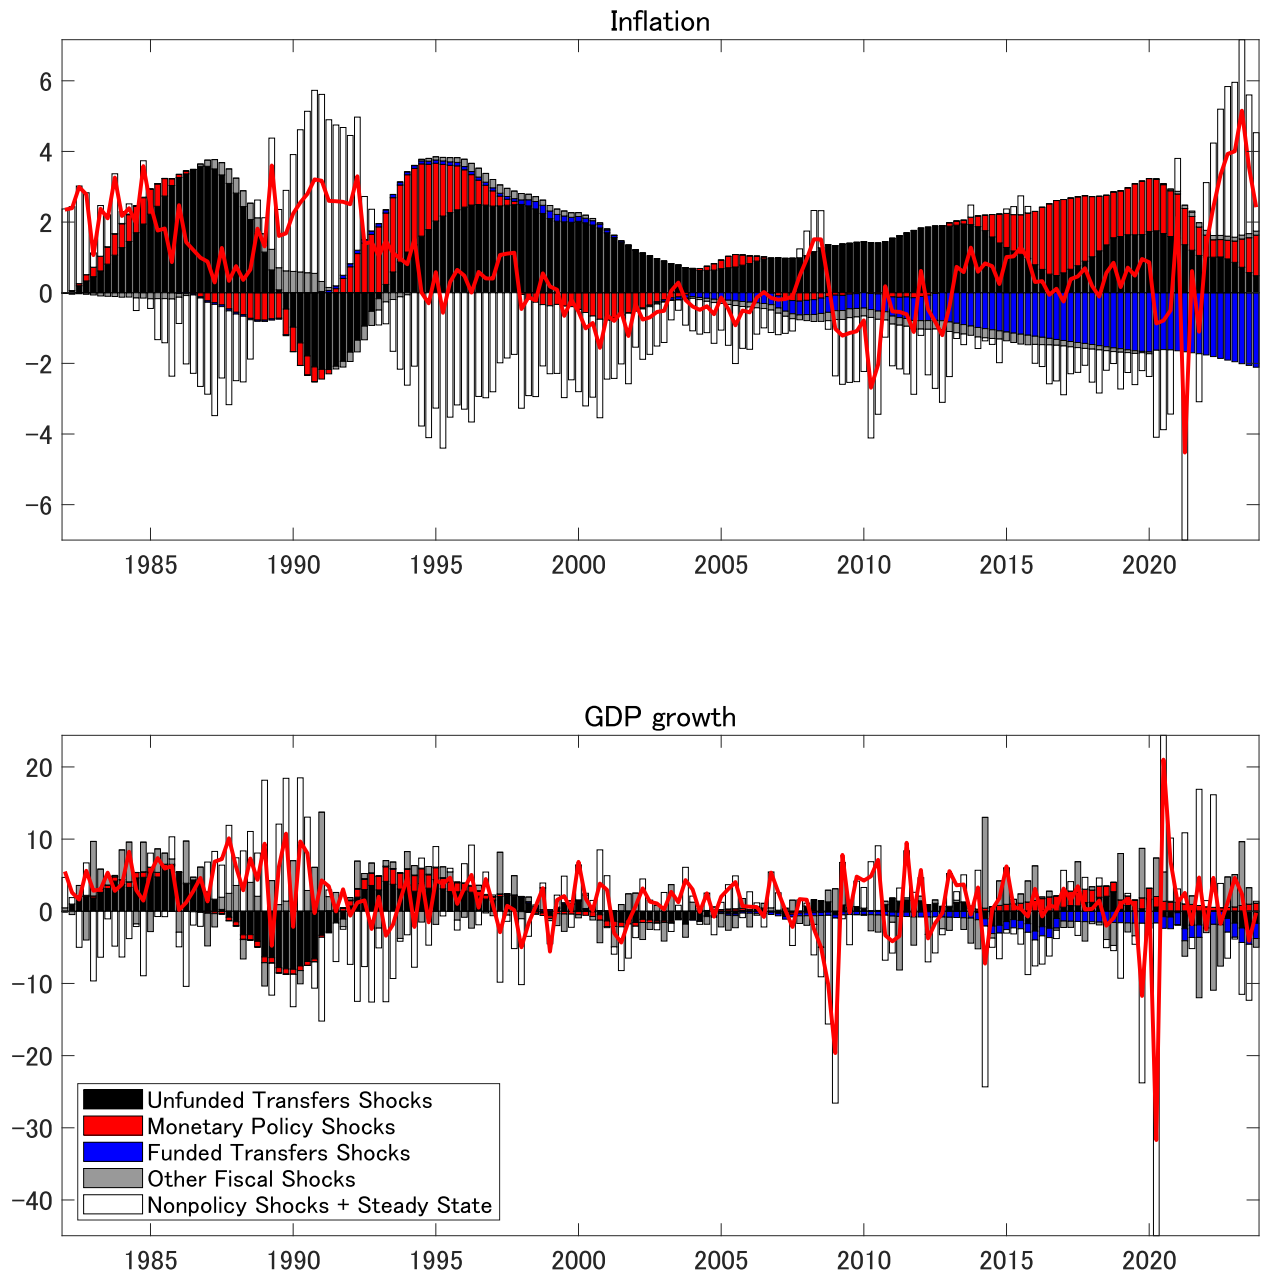 Inflation
6
4
2
0
−2
−4
−6
1985 1990 1995 2000 2005 2010 2015 2020
GDP growth
20
10
0
−10
−20
−30
−40
Unfunded Transfers Shocks
Monetary Policy Shocks
Funded Transfers Shocks
Other Fiscal Shocks
Nonpolicy Shocks + Steady State
1985 1990 1995 2000 2005 2010 2015 2020